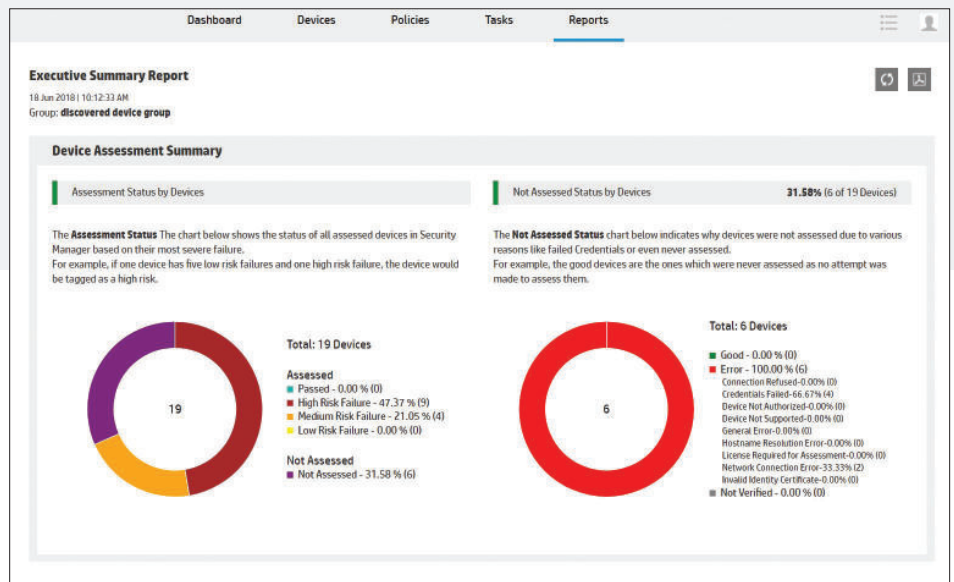 Dashboard Devices Policies Tasks Reports
Executive Summary Report
18 Jun 2018 | 10:12:33 AM
Group: discovered device group
Device Assessment Summary
Assessment Status by Devices
The Assessment Status The chart below shows the status of all assessed devices in Security
Manager based on their most severe failure.
For example, if one device has five low risk failures and one high risk failure, the device would
be tagged as a high risk.
19
Total: 19 Devices
Assessed
Passed - 0.00 % (0)
High Risk Failure - 47.37 % (9)
Medium Risk Failure - 21.05 % (4)
Low Risk Failure - 0.00 % (0)
Not Assessed
Not Assessed - 31.58 % (6)
Not Assessed Status by Devices 31.58% (6 of 19 Devices)
The Not Assessed Status chart below indicates why devices were not assessed due to various
reasons like failed Credentials or even never assessed.
For example, the good devices are the ones which were never assessed as no attempt was
made to assess them.
6
Total: 6 Devices
Good - 0.00 % (0)
Error - 100.00 % (6)
Connection Refused-0.00% (0)
Credentials Failed-66.67% (4)
Device Not Authorized-0.00% (0)
Device Not Supported-0.00% (0)
General Error-0.00% (0)
Hostname Resolution Error-0.00% (0)
License Required for Assessment-0.00% (0)
Network Connection Error-33.33% (2)
Invalid Identity Certificate-0.00% (0)
Not Verified - 0.00 % (0)